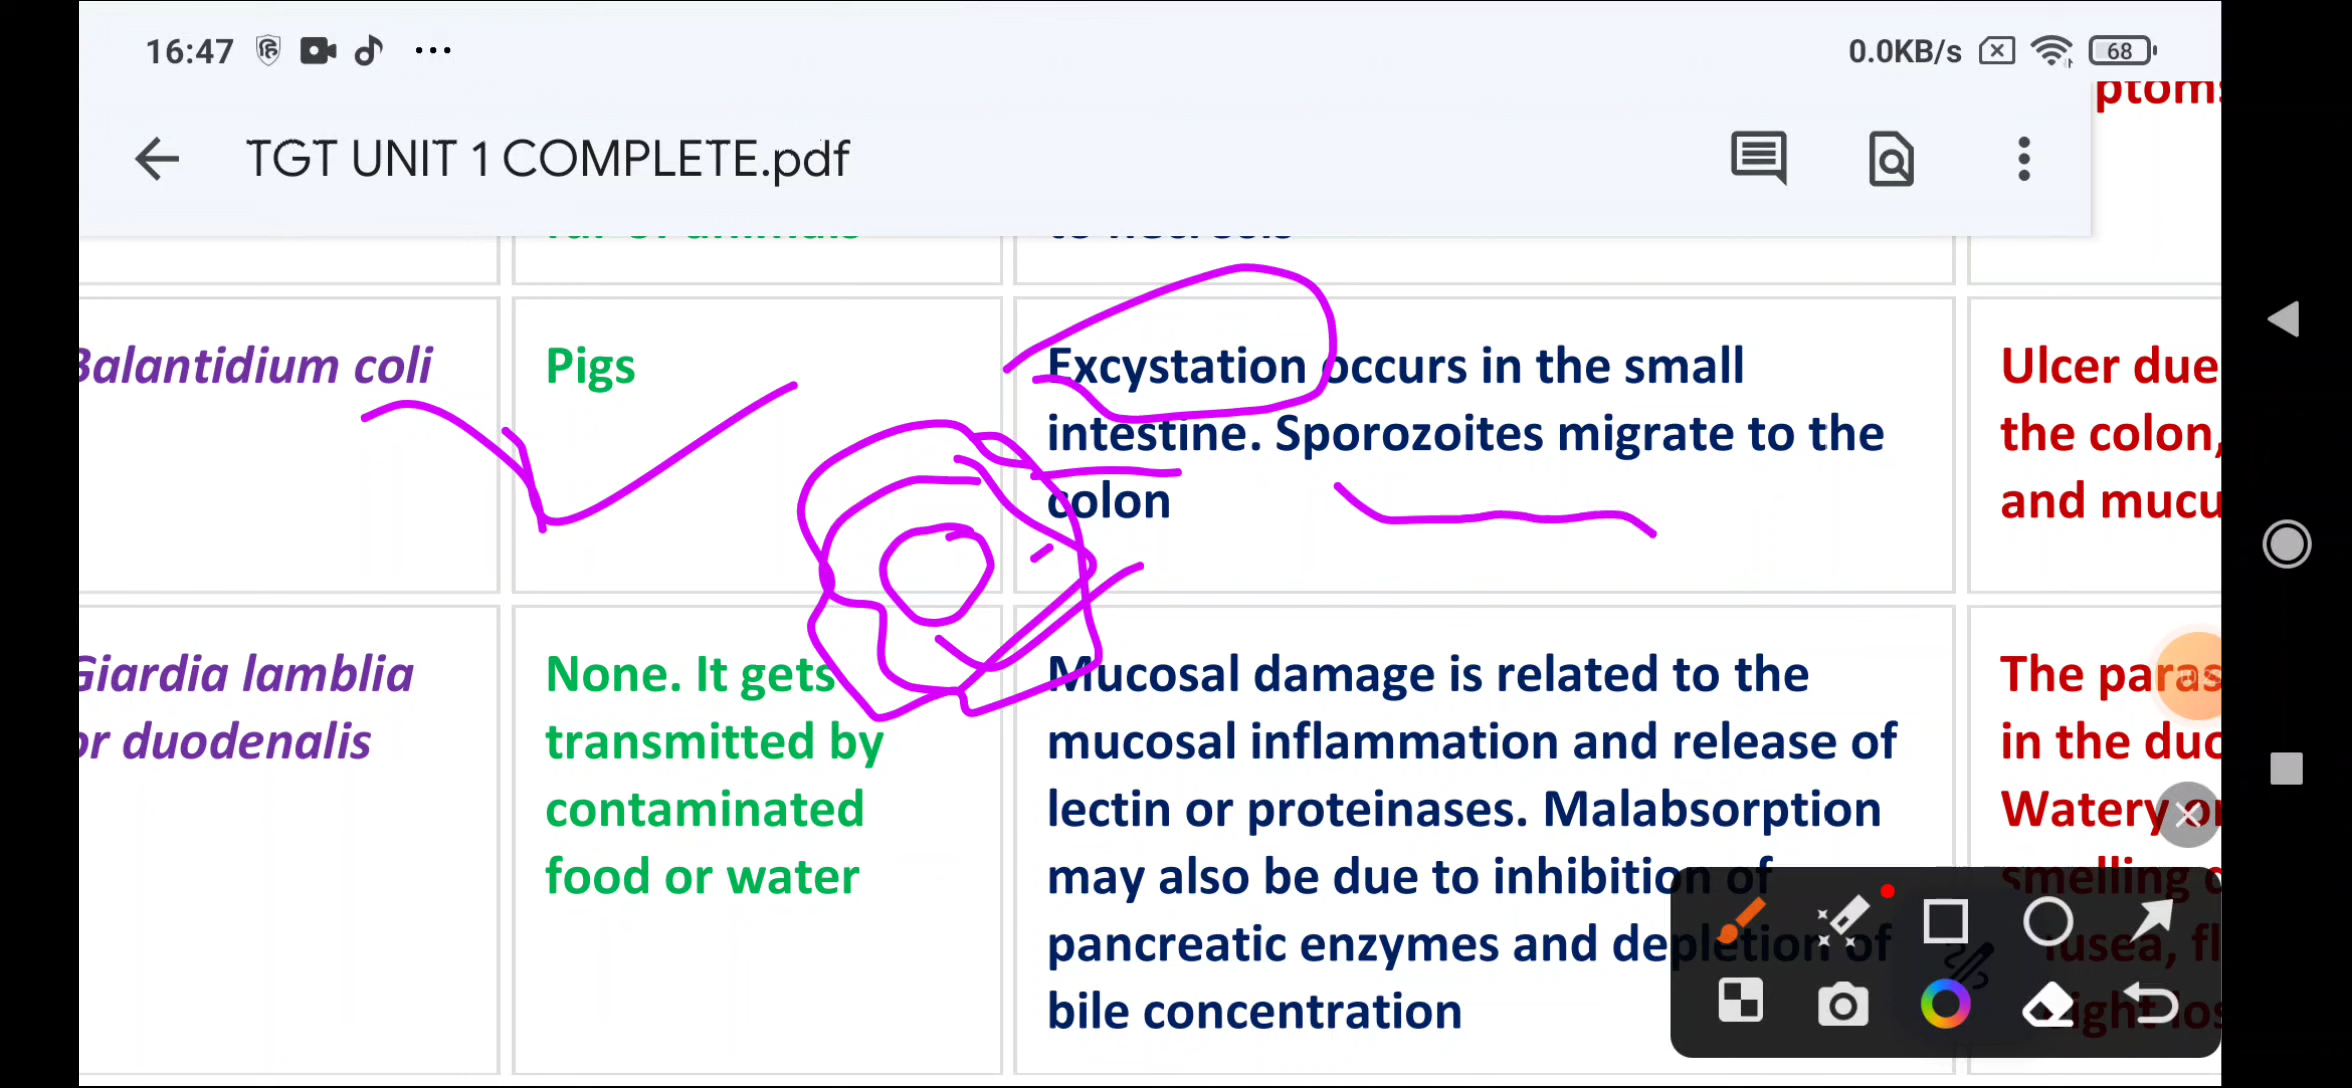 16:47
0.0KB/s
68
TGT UNIT 1 COMPLETE.pdf
Balantidium coli
Pigs
Excystation occurs in the small
intestine. Sporozoites migrate to the
colon
Ulcer due
the colon,
and mucu
Giardia lamblia
or duodenalis
None. It gets
transmitted by
contaminated
food or water
Mucosal damage is related to the
mucosal inflammation and release of
lectin or proteinases. Malabsorption
may also be due to inhibition of
pancreatic enzymes and depletion of
bile concentration
The paras
in the duo
Watery or
smelling